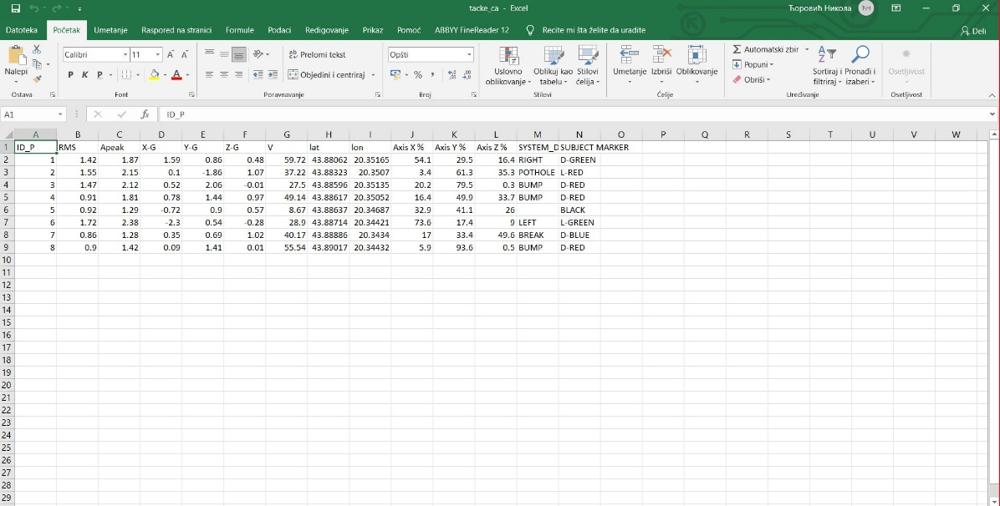 tacke_ca - Excel
Ћоровић Никола ЋН
Datoteka Početak Umetanje Raspored na stranici Formule Podaci Redigovanje Prikaz Pomoć ABBYY FineReader 12 Recite mi šta želite da uradite Deli
Nalepi
Calibri 11
P K P
Prelomi tekst
Objedini i centriraj
Opšti
Uslovno oblikovanje
Oblikuj kao tabelu
Stilovi ćelija
Umetanje Izbriši Oblikovanje
Automatski zbir
Popuni
Obriši
Sortiraj i filtriraj
Pronađi i izaberi
Osetljivost
Ostava Font Poravnavanje Broj Stilovi Ćelije Uređivanje Osetljivost
A1 fx ID_P
A B C D E F G H I J K L M N O P Q R S T U V W
1 ID_P RMS Apeak X-G Y-G Z-G V lat lon Axis X % Axis Y % Axis Z % SYSTEM_D SUBJECT MARKER
2 1 1.42 1.87 1.59 0.86 0.48 59.72 43.88062 20.35165 54.1 29.5 16.4 RIGHT D-GREEN
3 2 1.55 2.15 0.1 -1.86 1.07 37.22 43.88323 20.3507 3.4 61.3 35.3 POTHOLE L-RED
4 3 1.47 2.12 0.52 2.06 -0.01 27.5 43.88596 20.35135 20.2 79.5 0.3 BUMP D-RED
5 4 0.91 1.81 0.78 1.44 0.97 49.14 43.88617 20.35052 16.4 49.9 33.7 BUMP D-RED
6 5 0.92 1.29 -0.72 0.9 0.57 8.67 43.88637 20.34687 32.9 41.1 26 BLACK
7 6 1.72 2.38 -2.3 0.54 -0.28 28.9 43.88714 20.34421 73.6 17.4 9 LEFT L-GREEN
8 7 0.86 1.28 0.35 0.69 1.02 40.17 43.88886 20.3434 17 33.4 49.6 BREAK D-BLUE
9 8 0.9 1.42 0.09 1.41 0.01 55.54 43.89017 20.34432 5.9 93.6 0.5 BUMP D-RED
10
11
12
13
14
15
16
17
18
19
20
21
22
23
24
25
26
27
28
29